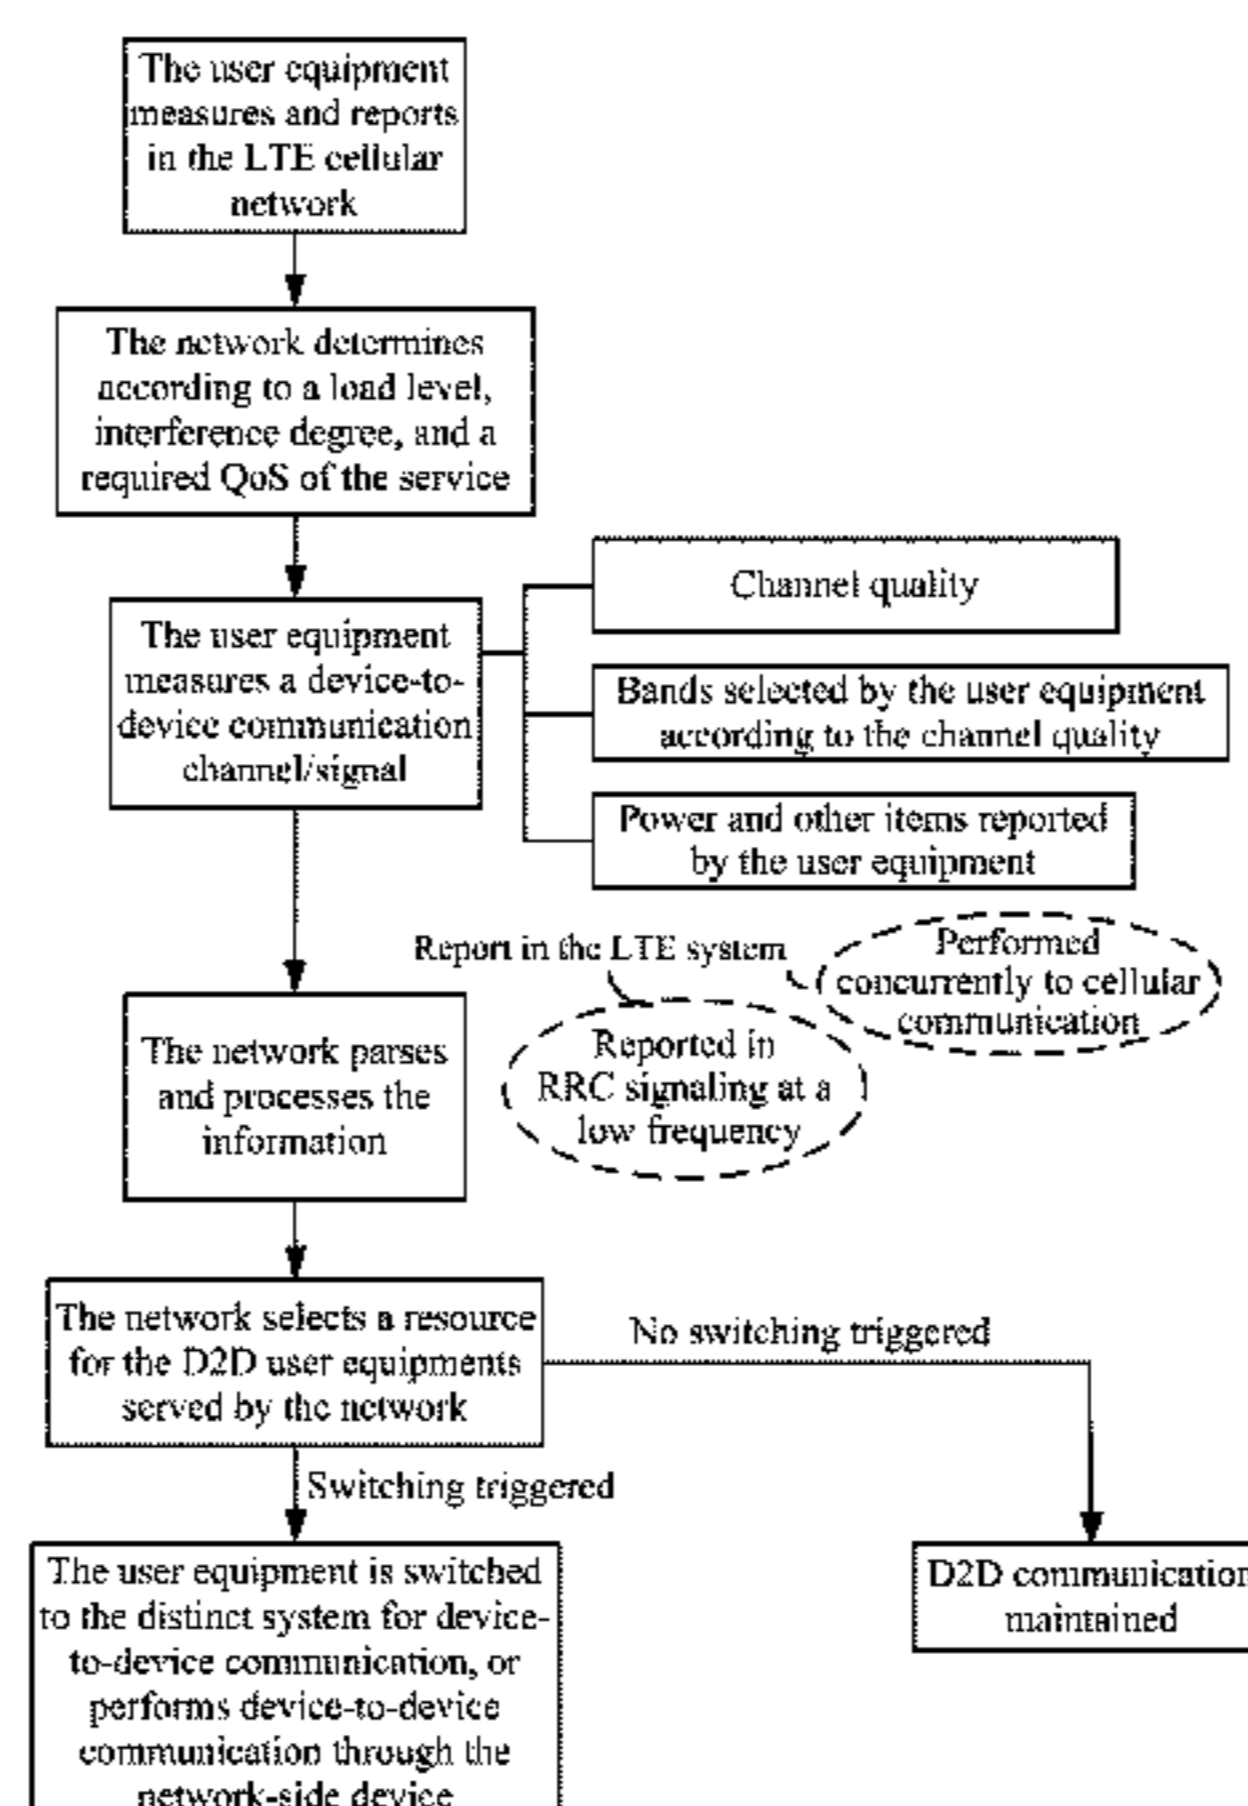 The user equipment
measures and reports
in the LTE cellular
network
The network determines
according to a load level,
interference degree, and a
required QoS of the service
The user equipment
measures a device-to-
device communication
channel/signal
Channel quality
Bands selected by the user equipment
according to the channel quality
Power and other items reported
by the user equipment
Report in the LTE system
Performed
concurrently to cellular
communication
Reported in
RRC signaling at a
low frequency
The network parses
and processes the
information
The network selects a resource
for the D2D user equipments
served by the network
No switching triggered
Switching triggered
The user equipment is switched
to the distinct system for device-
to-device communication, or
performs device-to-device
communication through the
network-side device
D2D communication
maintained